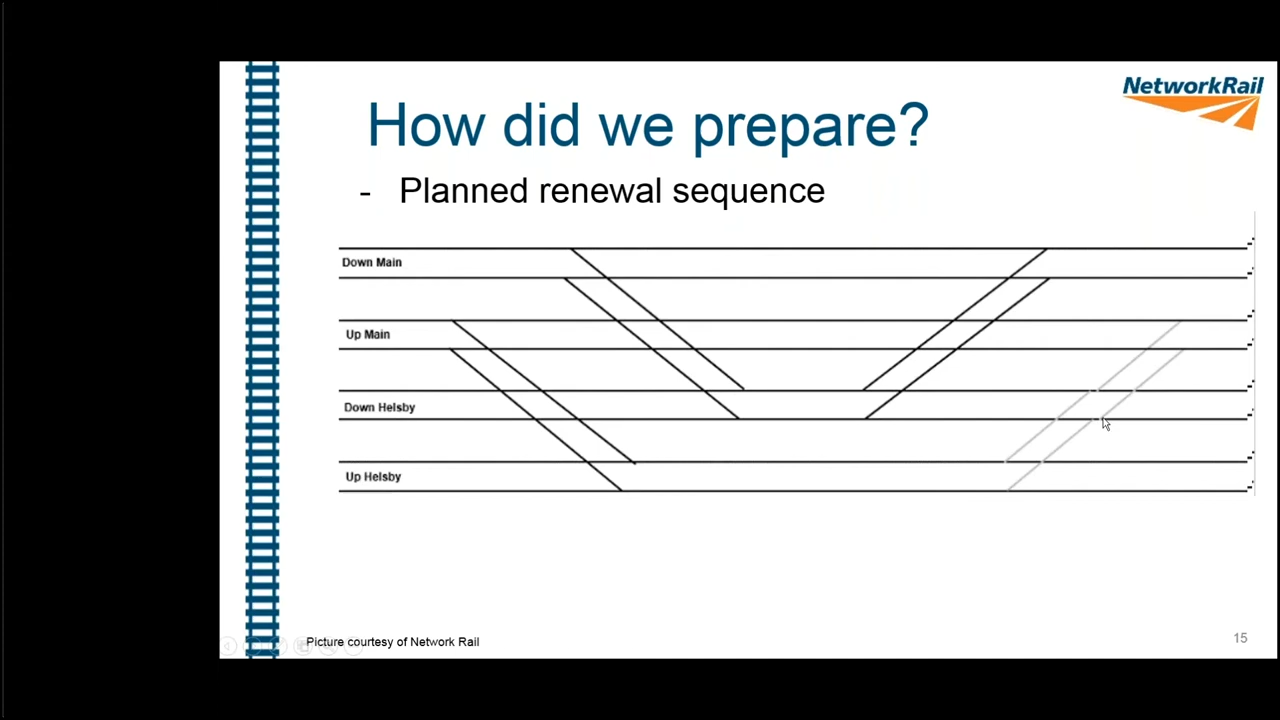 NetworkRail
How did we prepare?
- Planned renewal sequence
Down Main
Up Main
Down Helsby
Up Helsby
Picture courtesy of Network Rail
15